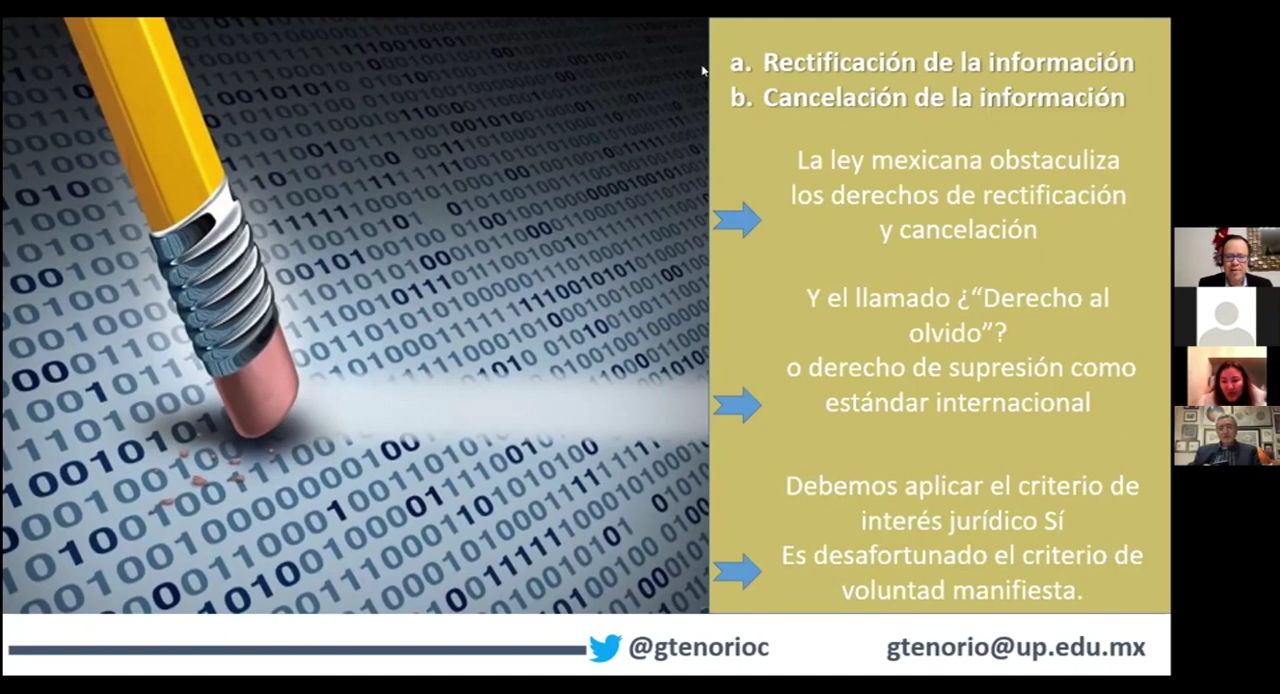 a. Rectificación de la información
b. Cancelación de la información
La ley mexicana obstaculiza
los derechos de rectificación
y cancelación
Y el llamado ¿“Derecho al
olvido”?
o derecho de supresión como
estándar internacional
Debemos aplicar el criterio de
interés jurídico Sí
Es desafortunado el criterio de
voluntad manifiesta.
@gtenorioc
gtenorio@up.edu.mx